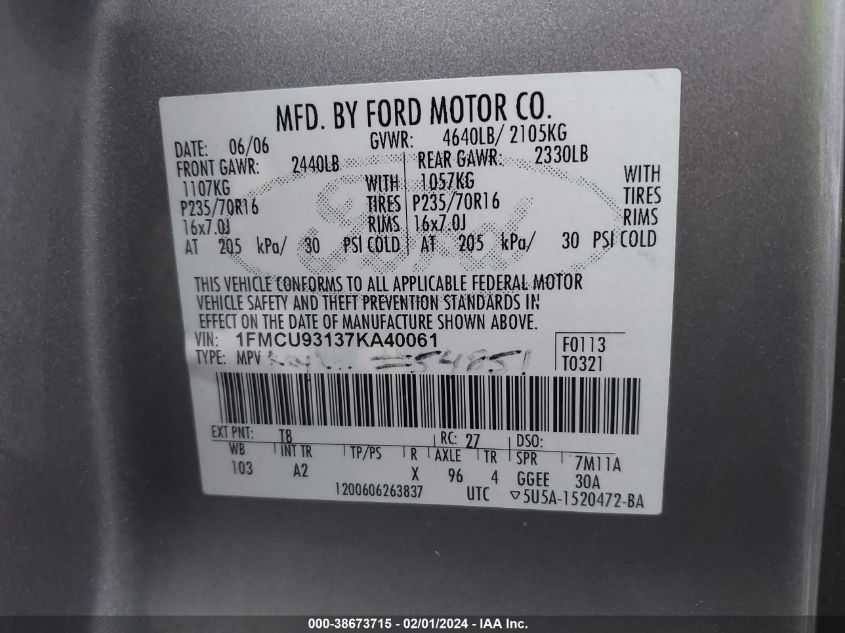 MFD. BY FORD MOTOR CO.
DATE: 06/06 GVWR: 4640LB/ 2105KG
FRONT GAWR: 2440LB REAR GAWR: 2330LB
1107KG WITH 1057KG WITH
P235/70R16 TIRES P235/70R16 TIRES
16x7.0J RIMS 16x7.0J RIMS
AT 205 kPa/ 30 PSI COLD AT 205 kPa/ 30 PSI COLD
THIS VEHICLE CONFORMS TO ALL APPLICABLE FEDERAL MOTOR
VEHICLE SAFETY AND THEFT PREVENTION STANDARDS IN
EFFECT ON THE DATE OF MANUFACTURE SHOWN ABOVE.
VIN: 1FMCU93137KA40061 F0113
TYPE: MPV 54851 T0321
EXT PNT: T8 RC: 27 DSO:
WB INT TR TP/PS R AXLE TR SPR 7M11A
103 A2 X 96 4 GGEE 30A
1200606263837 UTC ▽5U5A-1520472-BA
000-38673715 - 02/01/2024 - IAA Inc.